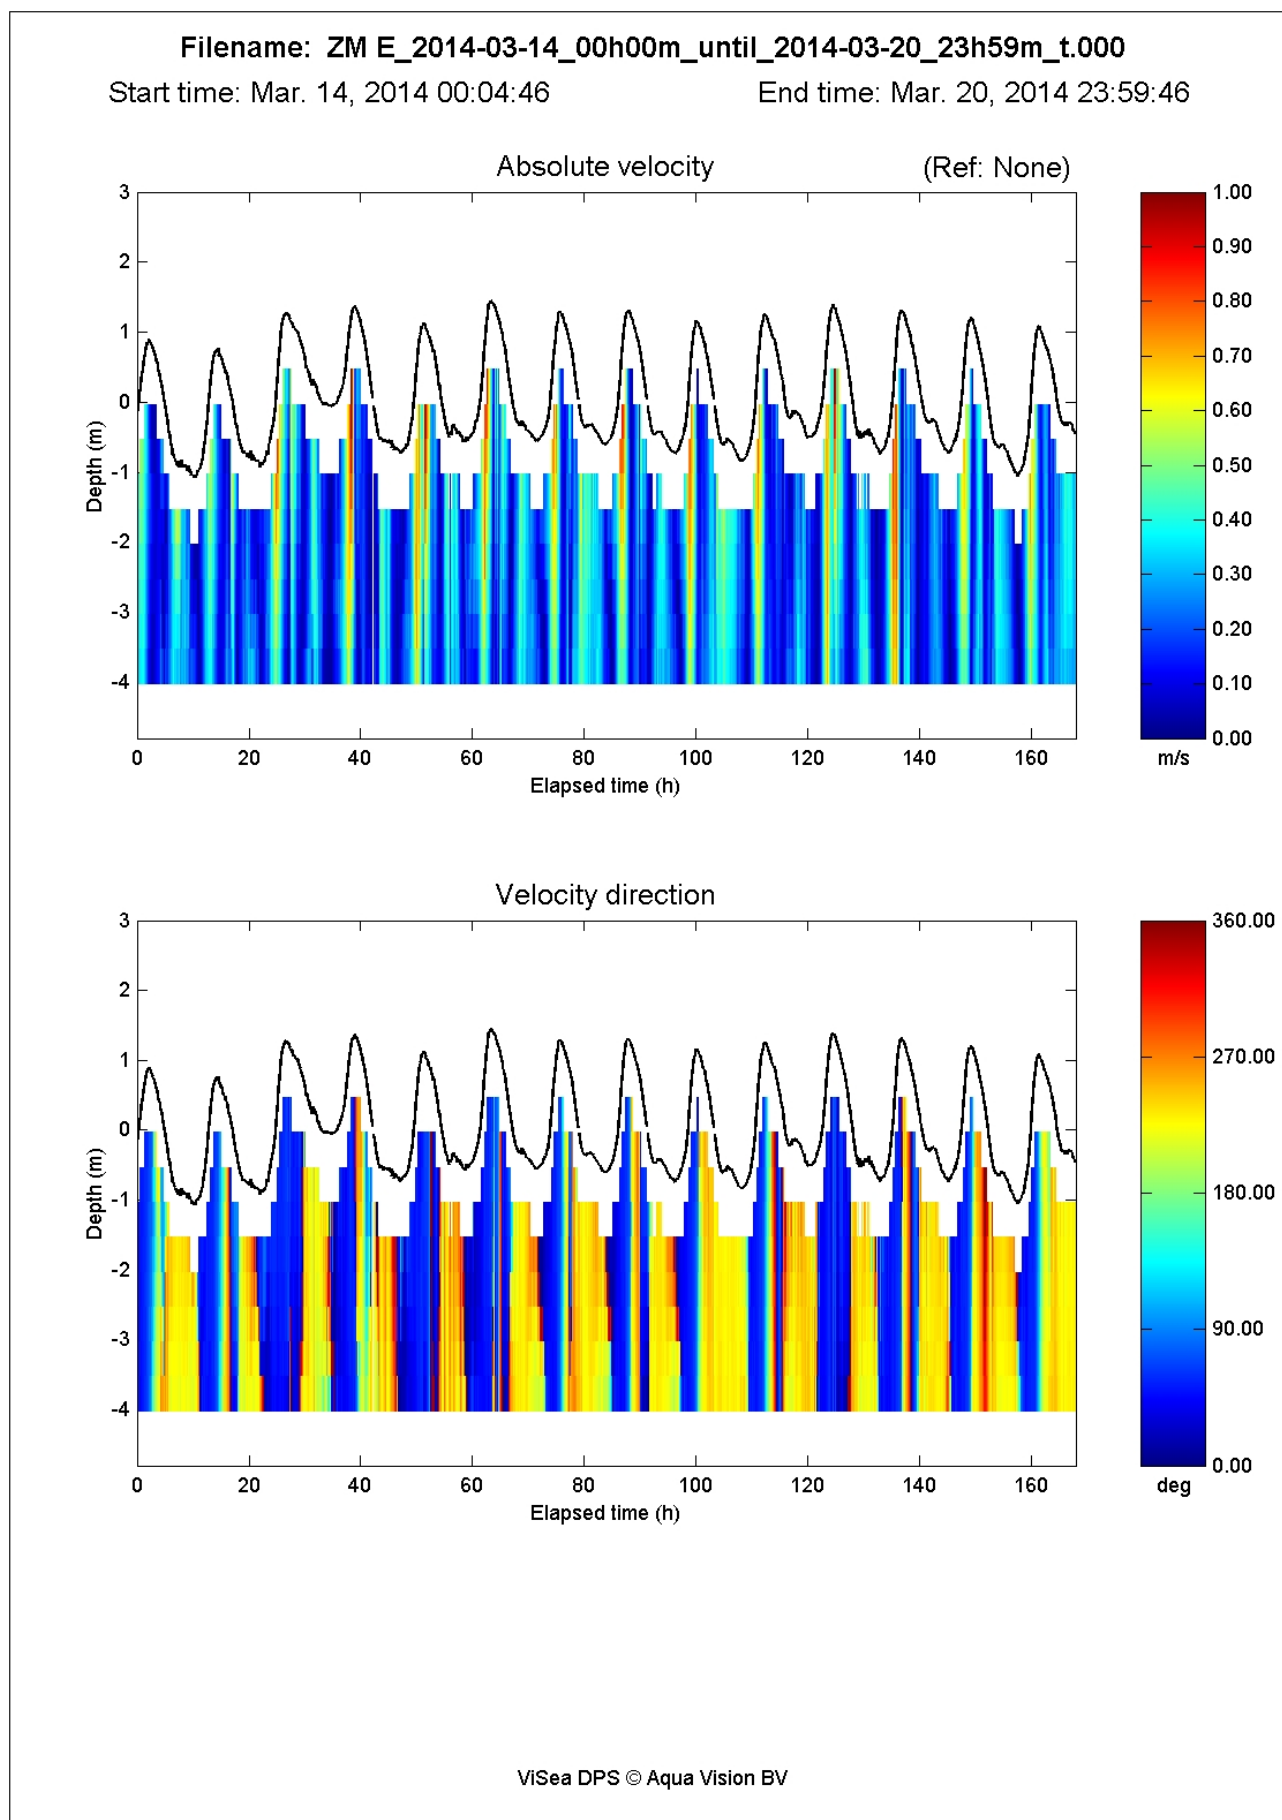 Filename: ZM E_2014-03-14_00h00m_until_2014-03-20_23h59m_t.000
Start time: Mar. 14, 2014 00:04:46 End time: Mar. 20, 2014 23:59:46
Absolute velocity (Ref: None)
3
2
1
0
-1
-2
-3
-4
Depth (m)
0 20 40 60 80 100 120 140 160
Elapsed time (h)
1.00
0.90
0.80
0.70
0.60
0.50
0.40
0.30
0.20
0.10
0.00
m/s
Velocity direction
3
2
1
0
-1
-2
-3
-4
Depth (m)
0 20 40 60 80 100 120 140 160
Elapsed time (h)
360.00
270.00
180.00
90.00
0.00
deg
ViSea DPS © Aqua Vision BV